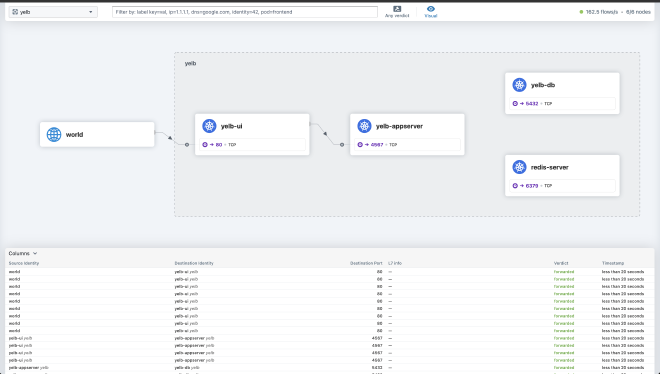 yelb
Filter by: label key=val, ip=1.1.1.1, dns=google.com, identity=42, pod=frontend
Any verdict
Visual
162.5 flows/s • 6/6 nodes
yelb
world
yelb-ui
→ 80 • TCP
yelb-appserver
→ 4567 • TCP
yelb-db
→ 5432 • TCP
redis-server
→ 6379 • TCP
Columns
Source Identity Destination Identity Destination Port L7 Info Verdict Timestamp
world yelb-ui yelb 80 — forwarded less than 20 seconds
world yelb-ui yelb 80 — forwarded less than 20 seconds
world yelb-ui yelb 80 — forwarded less than 20 seconds
world yelb-ui yelb 80 — forwarded less than 20 seconds
world yelb-ui yelb 80 — forwarded less than 20 seconds
world yelb-ui yelb 80 — forwarded less than 20 seconds
world yelb-ui yelb 80 — forwarded less than 20 seconds
world yelb-ui yelb 80 — forwarded less than 20 seconds
world yelb-ui yelb 80 — forwarded less than 20 seconds
yelb-ui yelb yelb-appserver yelb 4567 — forwarded less than 20 seconds
yelb-ui yelb yelb-appserver yelb 4567 — forwarded less than 20 seconds
yelb-ui yelb yelb-appserver yelb 4567 — forwarded less than 20 seconds
yelb-ui yelb yelb-appserver yelb 4567 — forwarded less than 20 seconds
yelb-appserver yelb yelb-db yelb 5432 — forwarded less than 20 seconds